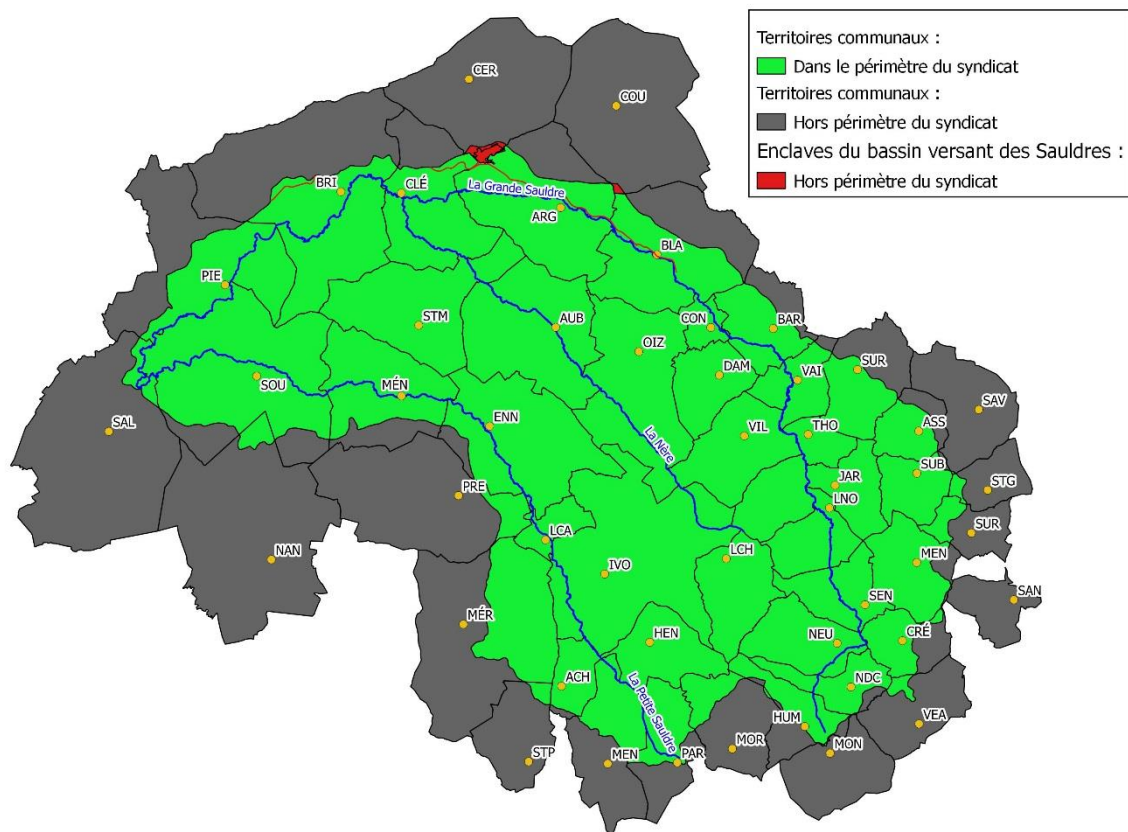 Territoires communaux :
Dans le périmètre du syndicat
Territoires communaux :
Hors périmètre du syndicat
Enclaves du bassin versant des Sauldres :
Hors périmètre du syndicat
CER
COU
BRI
CLÉ
La Grande Sauldre
ARG
BLA
PIE
STM
AUB
CON
BAR
OIZ
DAM
VAI
SUR
SOU
MÉN
SAL
ENN
La Nère
VIL
THO
ASS
SAV
PRE
JAR
SUB
STG
LNO
NAN
LCA
IVO
LCH
MEN
SUR
SAN
MÉR
HEN
SEN
NEU
CRÉ
ACH
La Petite Sauldre
NDC
HUM
VEA
STP
MEN
PAR
MOR
MON